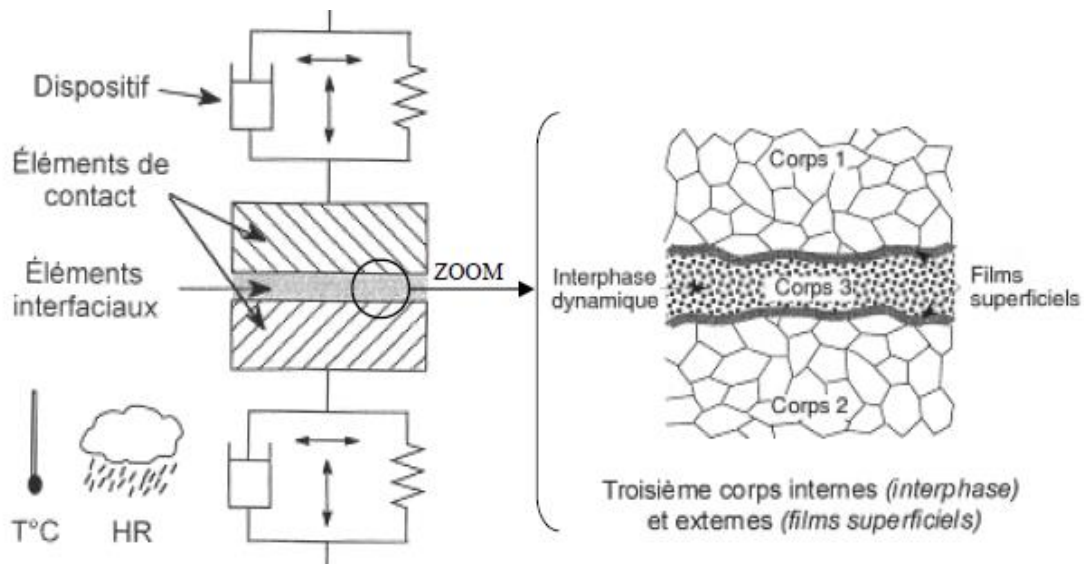 Dispositif
Éléments de
contact
Éléments
interfaciaux
T°C
HR
ZOOM
Corps 1
Interphase
dynamique
Corps 3
Films
superficiels
Corps 2
Troisième corps internes (interphase)
et externes (films superficiels)